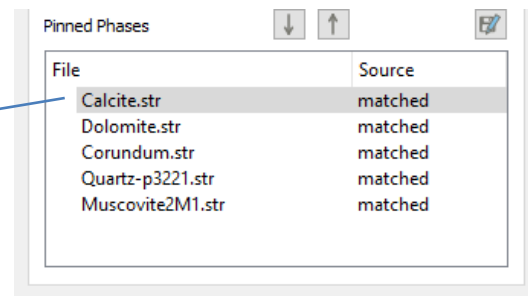 Pinned Phases
File Source
Calcite.str matched
Dolomite.str matched
Corundum.str matched
Quartz-p3221.str matched
Muscovite2M1.str matched